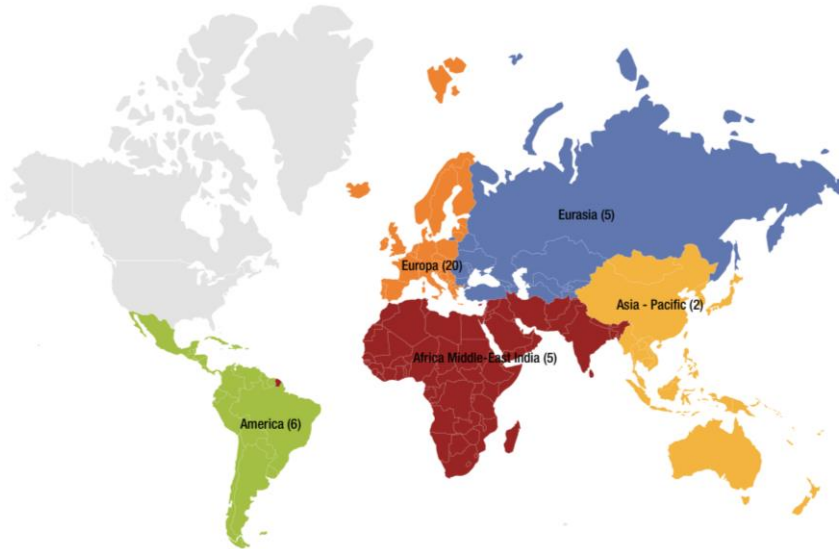 Eurasia (5)
Europa (20)
Asia - Pacific (2)
Africa Middle-East India (5)
America (6)